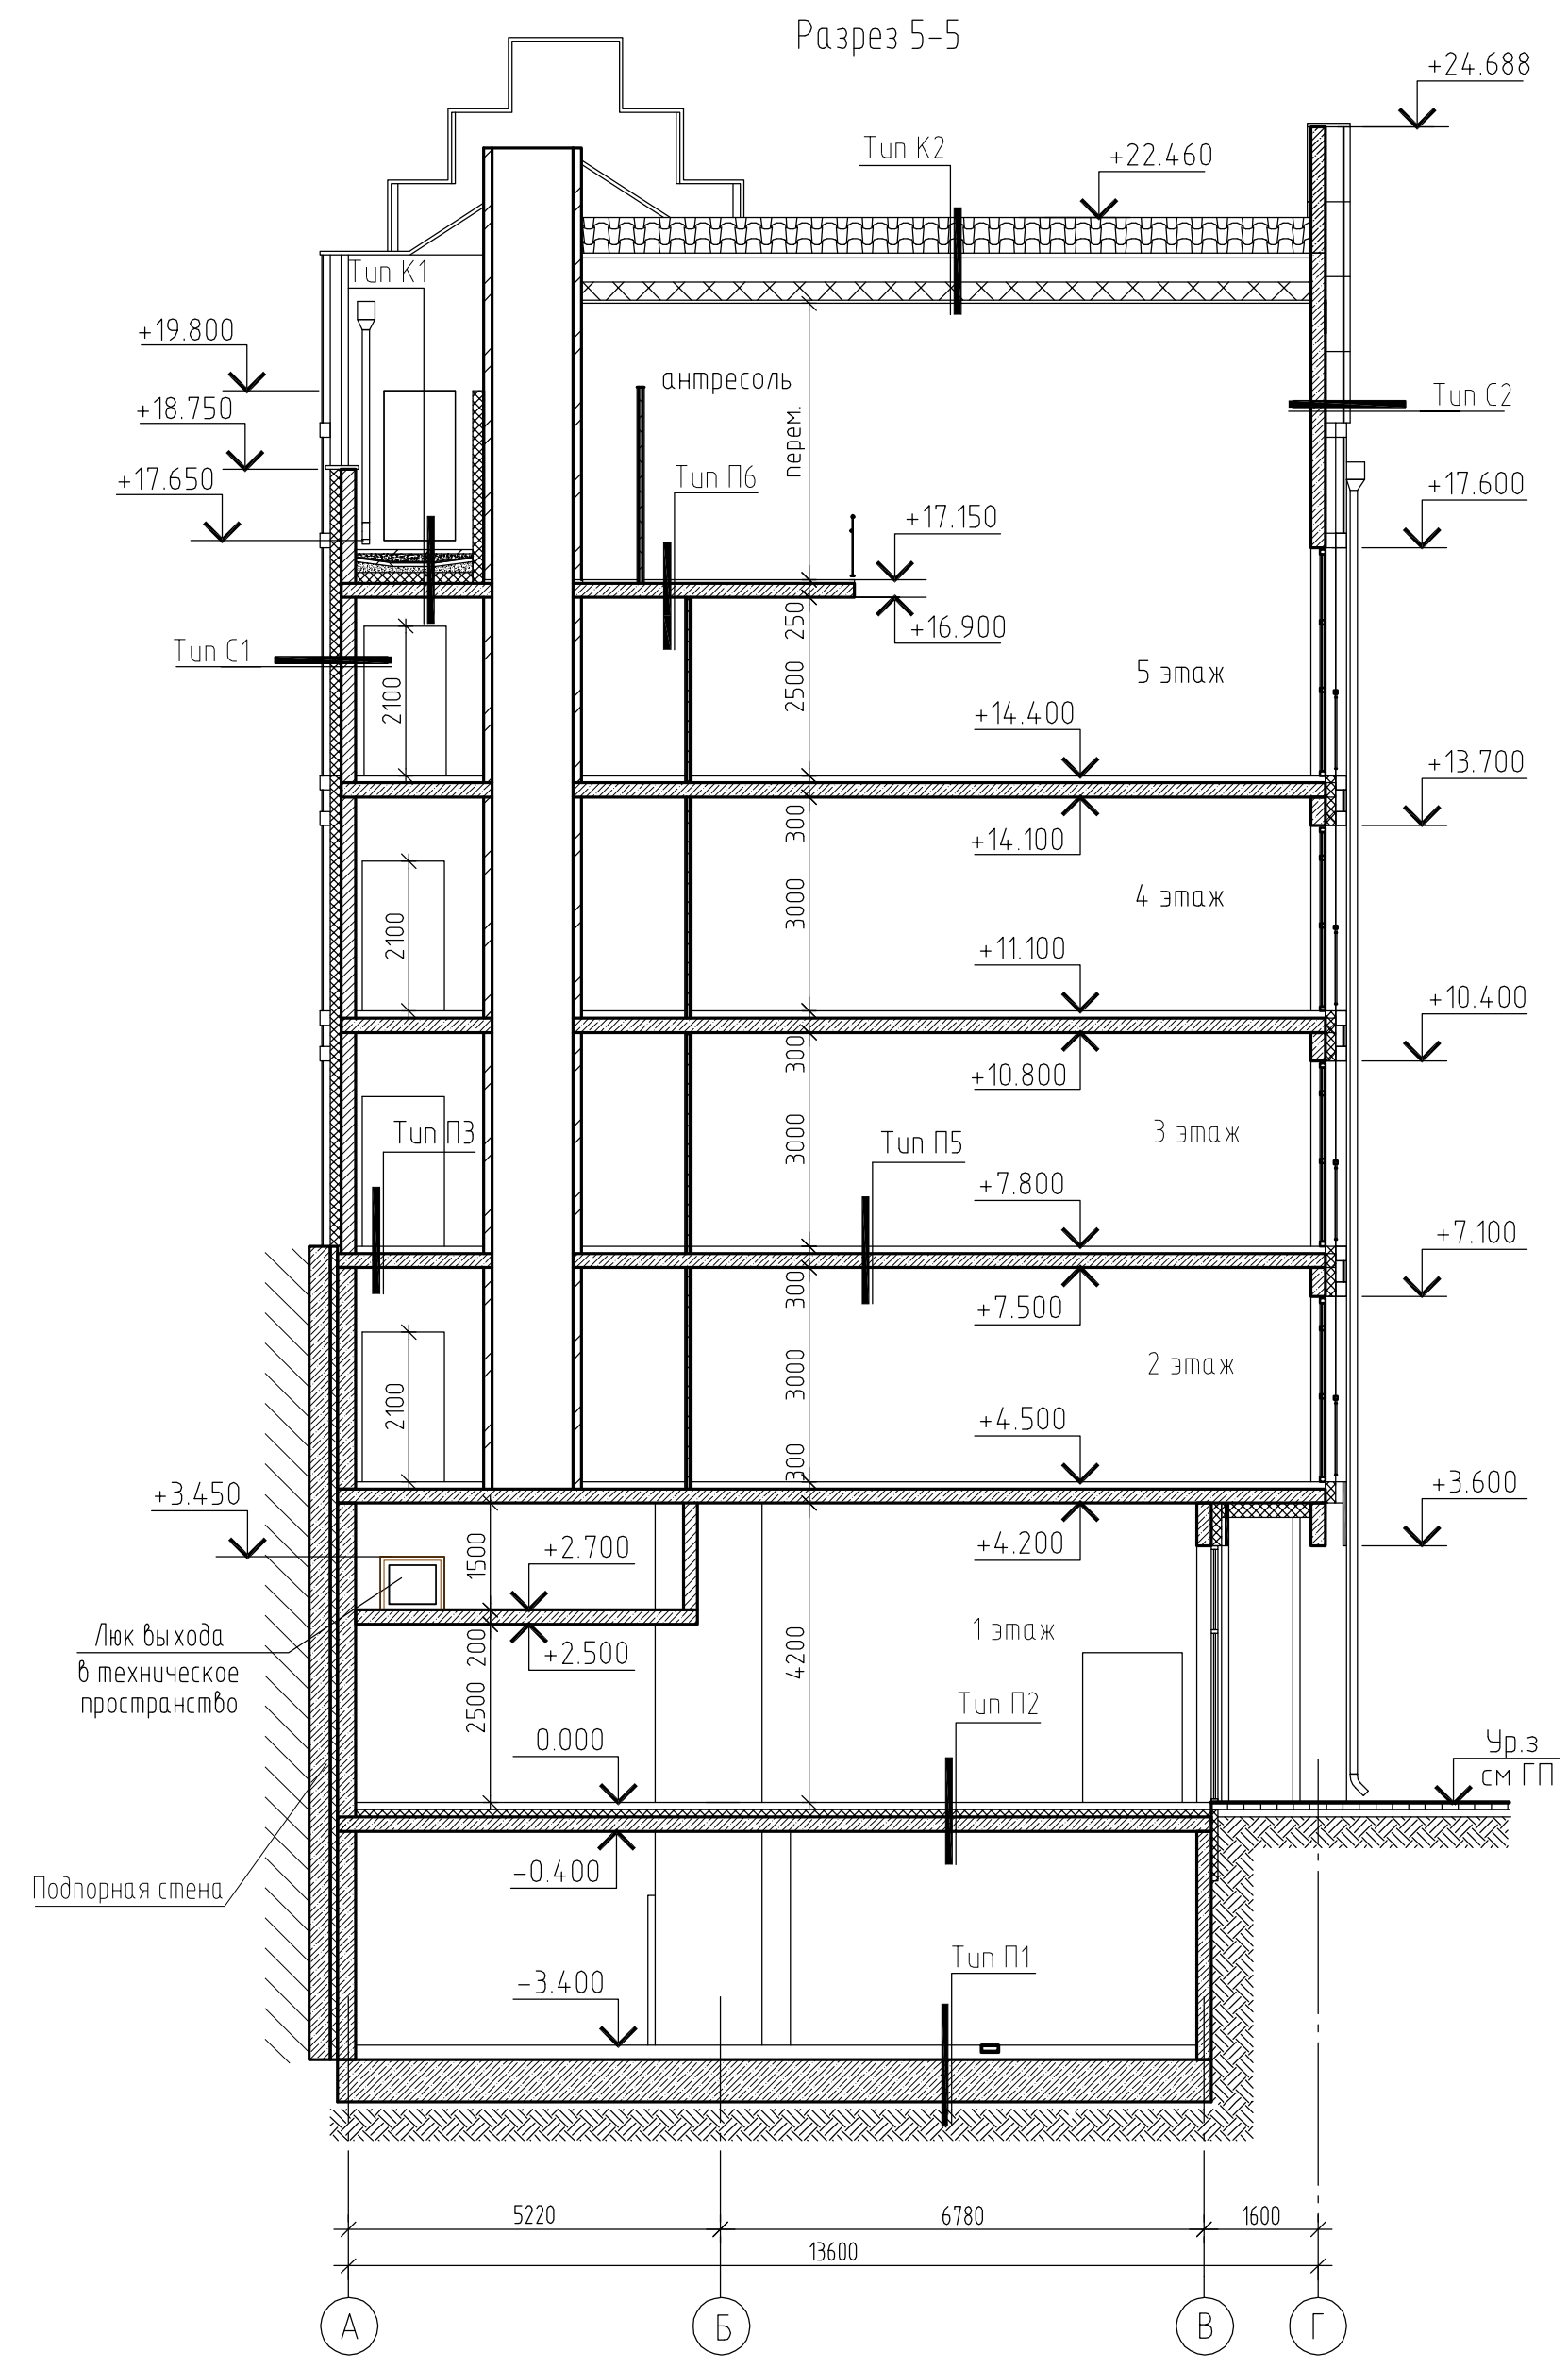 Разрез 5-5
+24.688
Тип К2
+22.460
Тип К1
+19.800
антресоль
Тип С2
+18.750
перем.
+17.650
Тип П6
+17.600
+17.150
250
+16.900
Тип С1
2100
2500
5 этаж
+14.400
+13.700
300
+14.100
4 этаж
2100
3000
+11.100
+10.400
300
+10.800
Тип П3
3000
Тип П5
3 этаж
+7.800
+7.100
300
+7.500
2 этаж
2100
3000
+4.500
300
+3.450
+3.600
1500
+2.700
+4.200
Люк выхода
в техническое
пространство
200
+2.500
1 этаж
4200
2500
Тип П2
0.000
Ур.з
см ГП
-0.400
Подпорная стена
Тип П1
-3.400
5220
6780
1600
13600
А
Б
В
Г